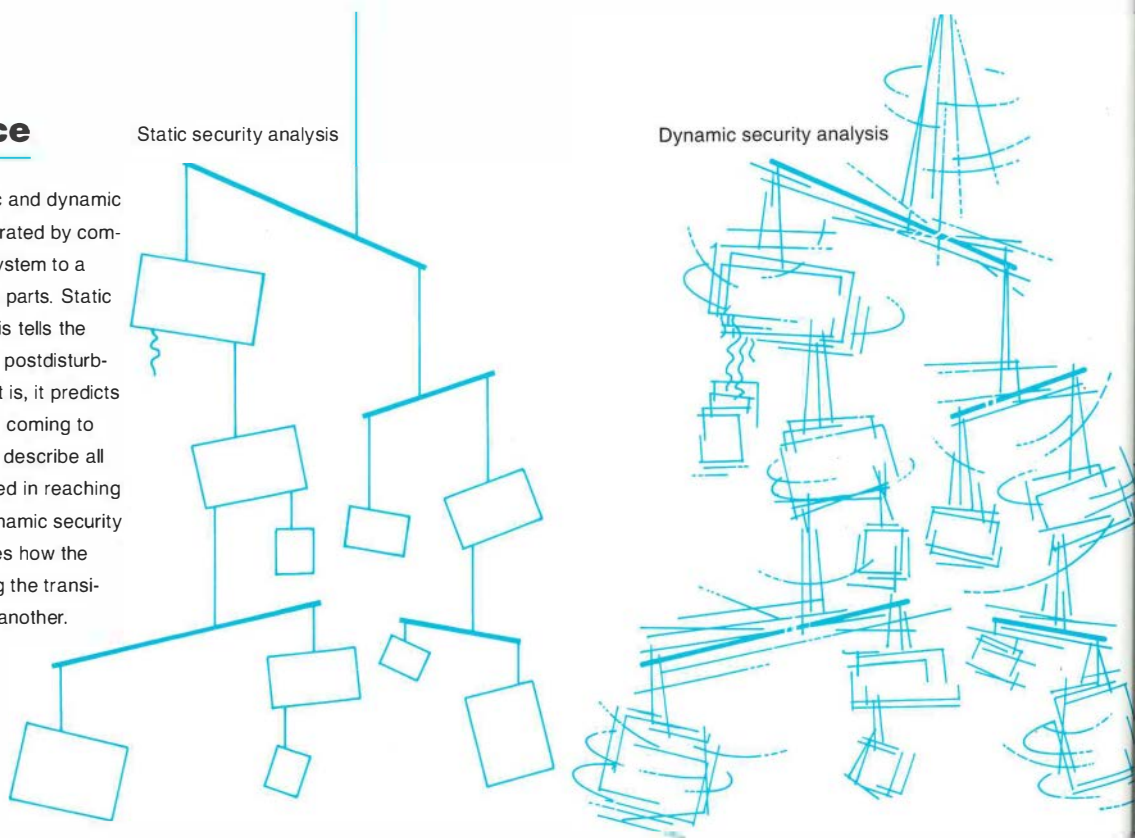 ce
Static security analysis
Dynamic security analysis
c and dynamic
rated by com-
ystem to a
parts. Static
is tells the
postdisturb-
t is, it predicts
coming to
describe all
ed in reaching
namic security
es how the
g the transi-
another.